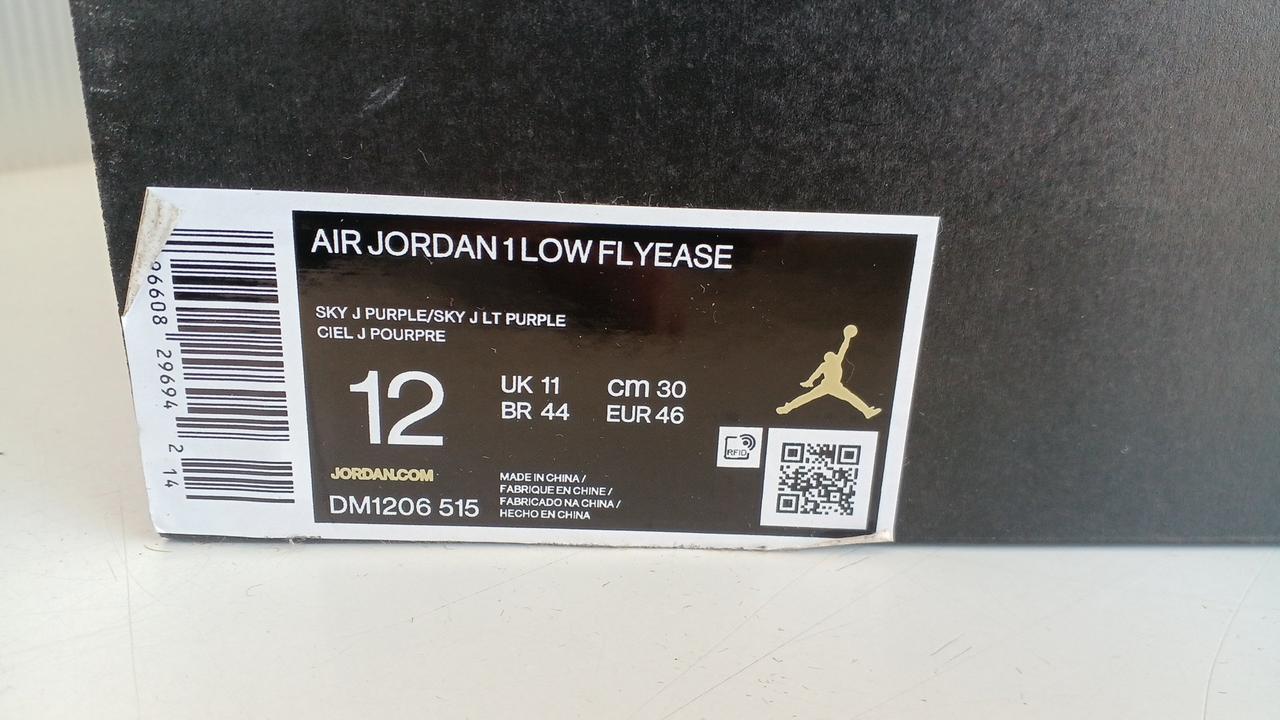 AIR JORDAN 1 LOW FLYEASE
SKY J PURPLE/SKY J LT PURPLE
CIEL J POURPRE
12
UK 11
BR 44
cm 30
EUR 46
JORDAN.COM
DM1206 515
MADE IN CHINA /
FABRIQUE EN CHINE /
FABRICADO NA CHINA /
HECHO EN CHINA
RFID
96608 29694 2 14